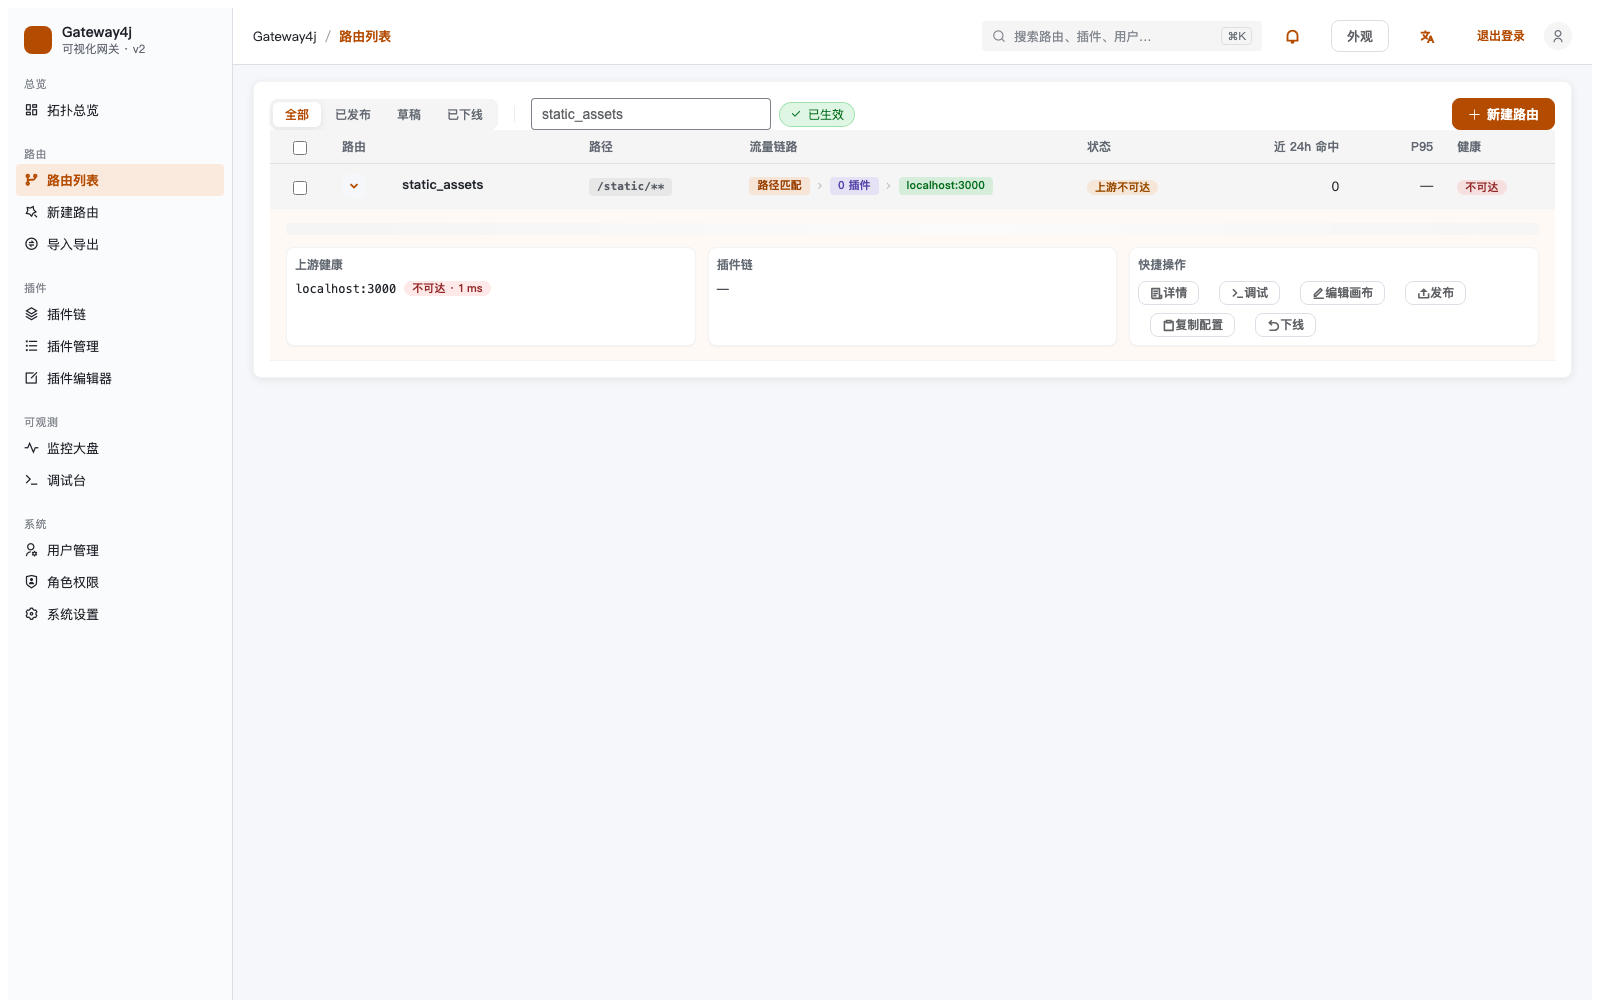 Gateway4j
可视化网关 · v2
总览
拓扑总览
路由
路由列表
新建路由
导入导出
插件
插件链
插件管理
插件编辑器
可观测
监控大盘
调试台
系统
用户管理
角色权限
系统设置
Gateway4j / 路由列表
搜索路由、插件、用户... ⌘K
外观
退出登录
全部 已发布 草稿 已下线
static_assets
已生效
新建路由
路由 路径 流量链路 状态 近 24h 命中 P95 健康
static_assets /static/** 路径匹配 › 0 插件 › localhost:3000 上游不可达 0 — 不可达
上游健康
localhost:3000 不可达 · 1 ms
插件链
—
快捷操作
详情 调试 编辑画布 发布
复制配置 下线